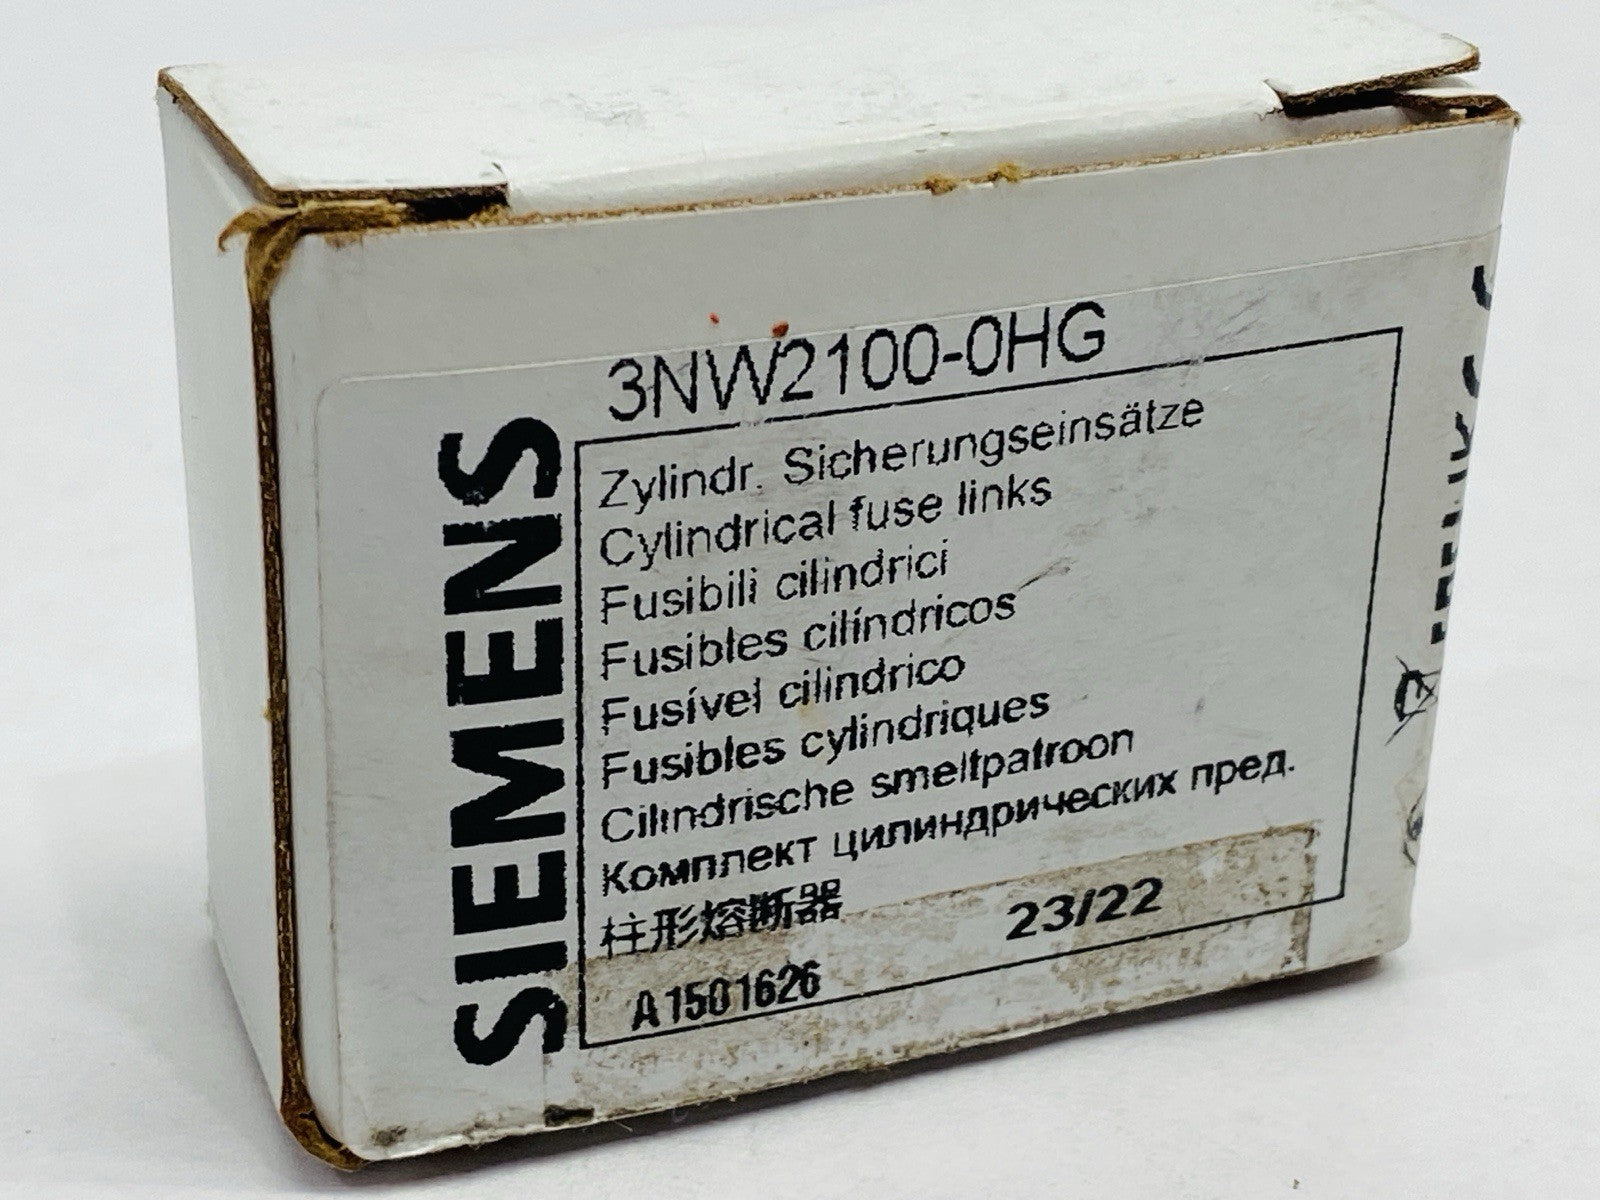 3NW2100-0HG
SIEMENS
Zylindr. Sicherungseinsätze
Cylindrical fuse links
Fusibili cilindrici
Fusibles cilíndricos
Fusível cilindrico
Fusibles cylindriques
Cilindrische smeltpatroon
Комплект цилиндрических пред.
柱形熔断器
23/22
A1501626